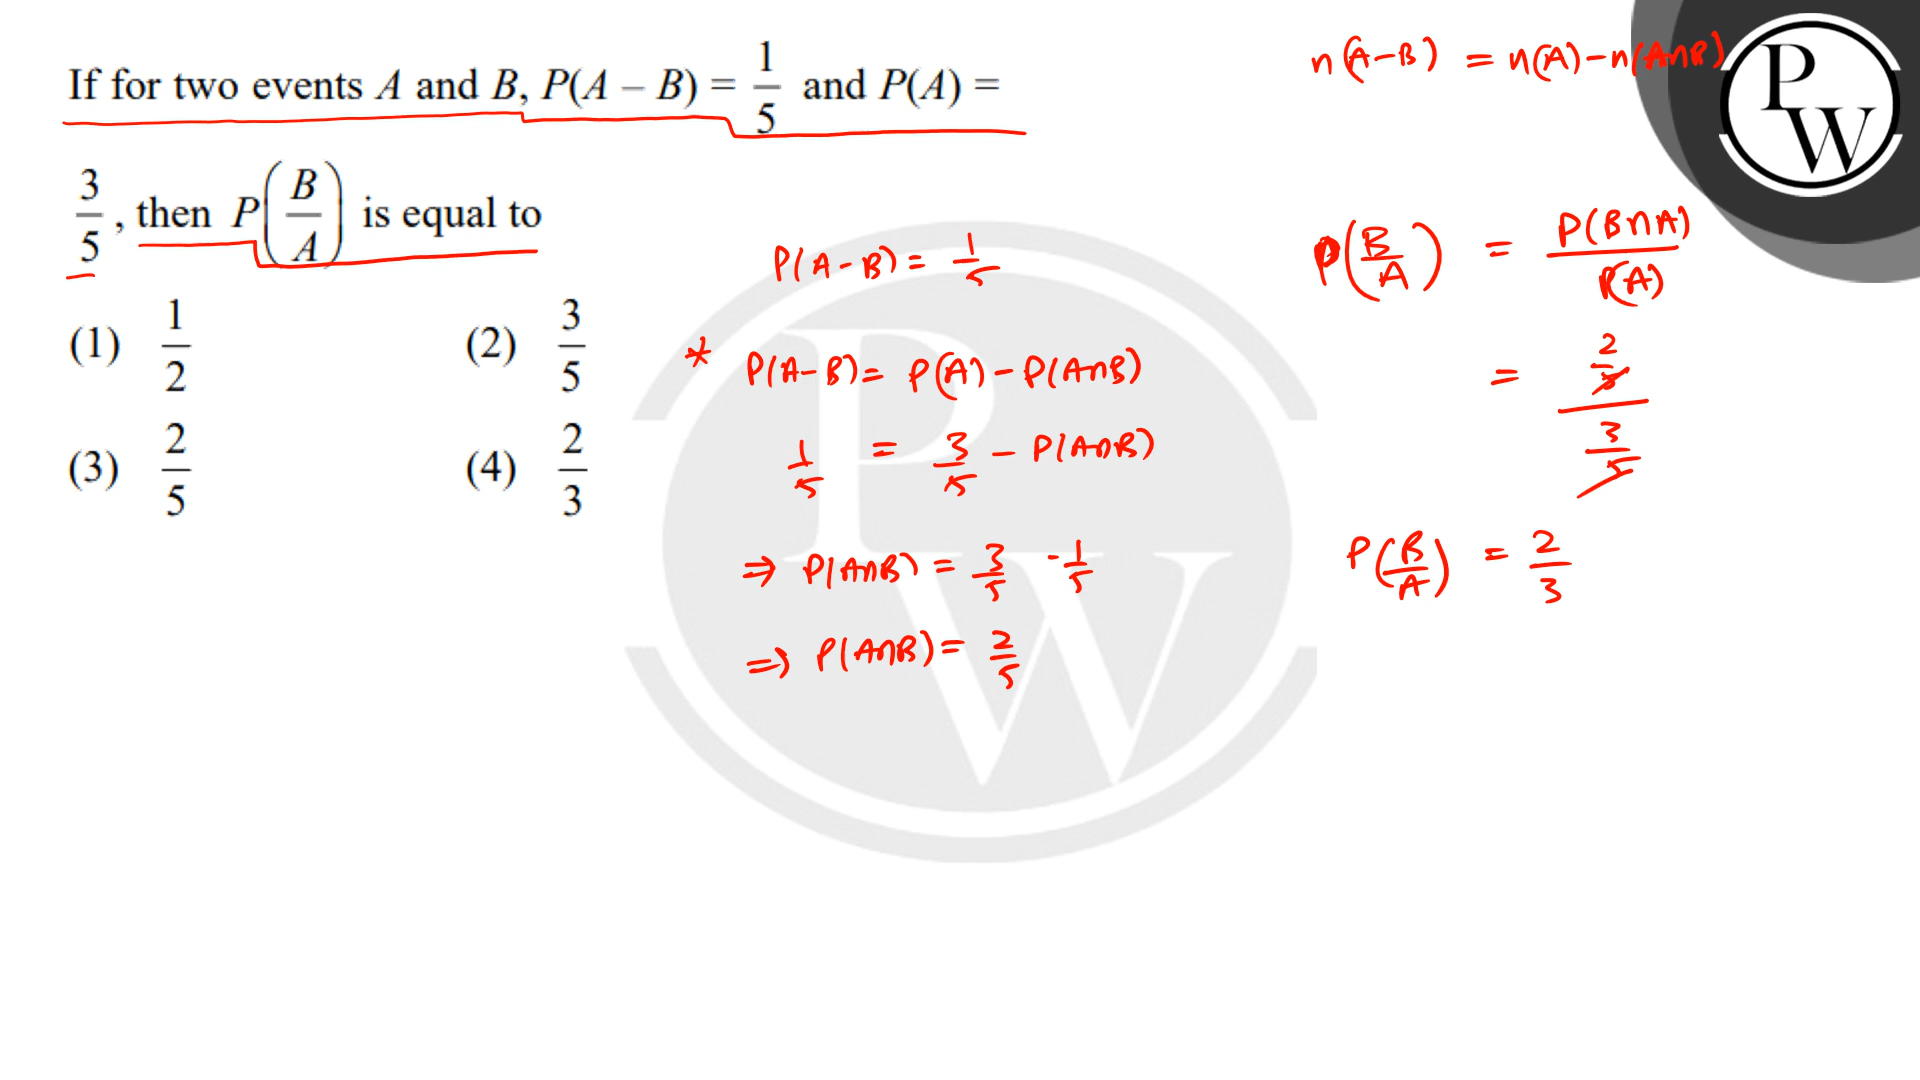 If for two events A and B, P(A – B) = 1/5 and P(A) =
3/5, then P(B/A) is equal to
(1) 1/2 (2) 3/5
(3) 2/5 (4) 2/3
P(A-B) = 1/5
* P(A-B) = P(A) - P(A∩B)
1/5 = 3/5 - P(A∩B)
⇒ P(A∩B) = 3/5 - 1/5
⇒ P(A∩B) = 2/5
n(A-B) = n(A)-n(A∩B)
P(B/A) = P(B∩A)/P(A)
= (2/5)/(3/5)
P(B/A) = 2/3
PW
PW